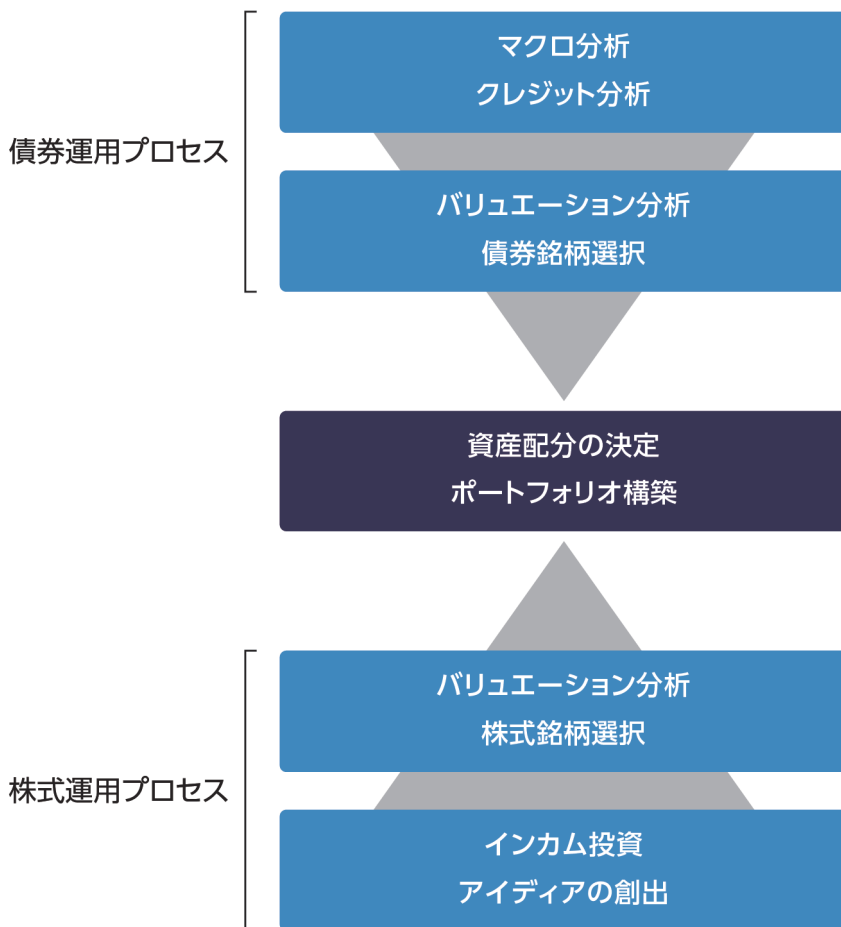 マクロ分析
クレジット分析
債券運用プロセス
バリュエーション分析
債券銘柄選択
資産配分の決定
ポートフォリオ構築
バリュエーション分析
株式銘柄選択
株式運用プロセス
インカム投資
アイディアの創出